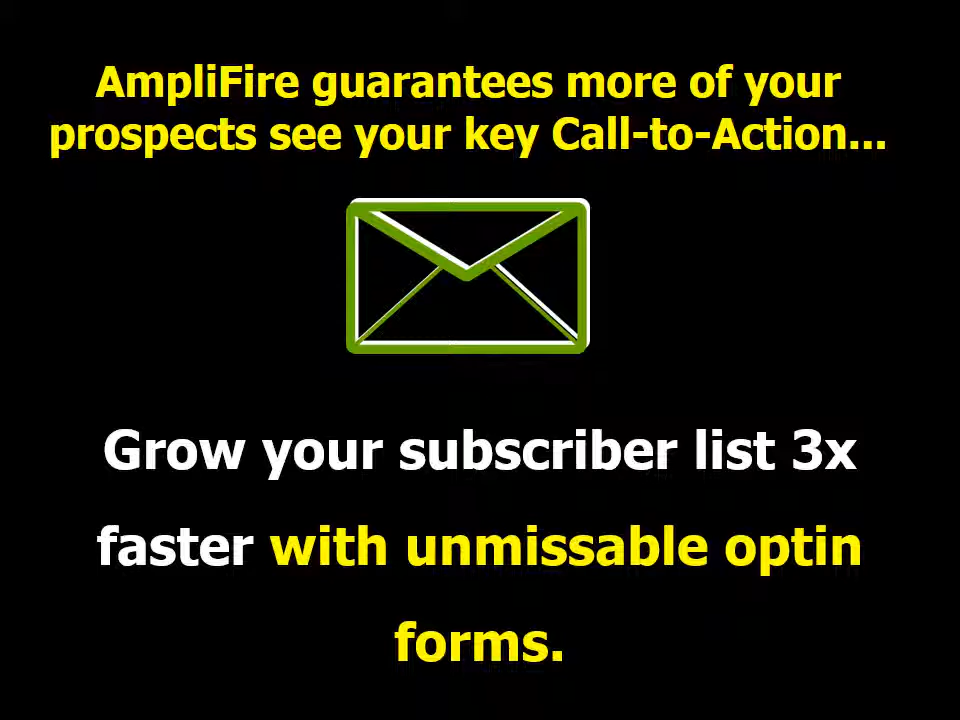 AmpliFire guarantees more of your
prospects see your key Call-to-Action...
Grow your subscriber list 3x
faster with unmissable optin
forms.